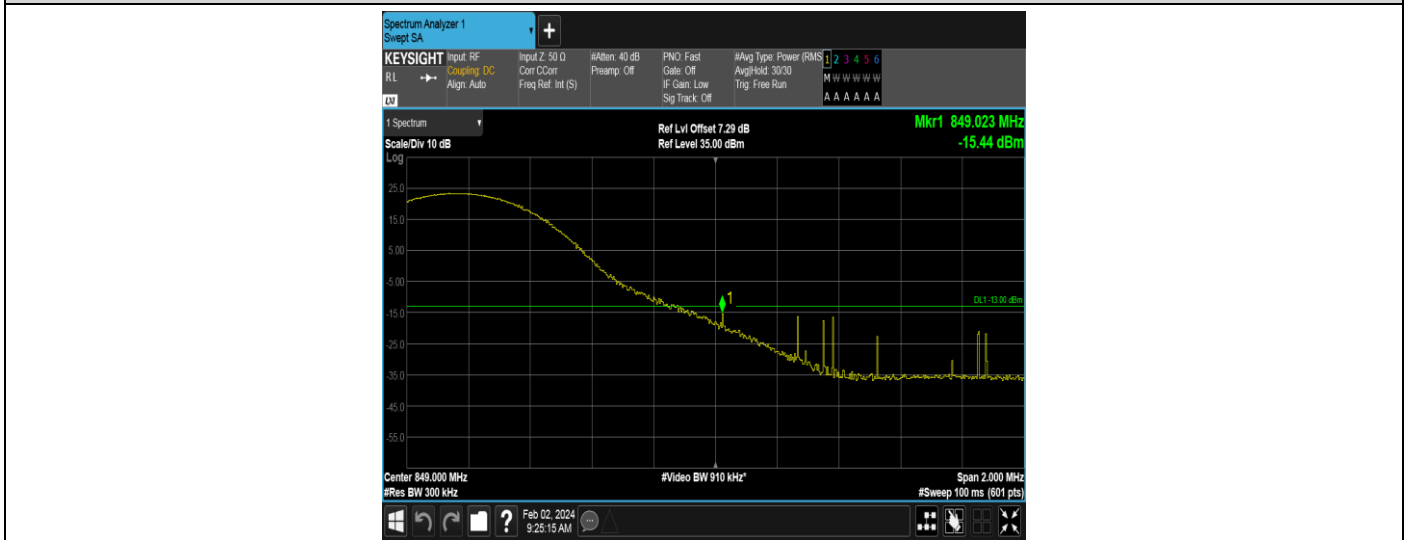 Spectrum Analyzer 1
Swept SA
+
KEYSIGHT Input: RF Input Z: 50 Ω #Atten: 40 dB PNO: Fast #Avg Type: Power (RMS 1 2 3 4 5 6
Coupling: DC Corr CCorr Preamp: Off Gate: Off Avg|Hold: 30/30
RL Align: Auto Freq Ref: Int (S) IF Gain: Low Trig: Free Run M W W W W W
LXI Sig Track: Off A A A A A A
1 Spectrum Ref Lvl Offset 7.29 dB Mkr1 849.023 MHz
Scale/Div 10 dB Ref Level 35.00 dBm -15.44 dBm
Log
25.0
15.0
5.00
-5.00
1
DL1 -13.00 dBm
-15.0
-25.0
-35.0
-45.0
-55.0
Center 849.000 MHz #Video BW 910 kHz* Span 2.000 MHz
#Res BW 300 kHz #Sweep 100 ms (601 pts)
? Feb 02, 2024
9:25:15 AM